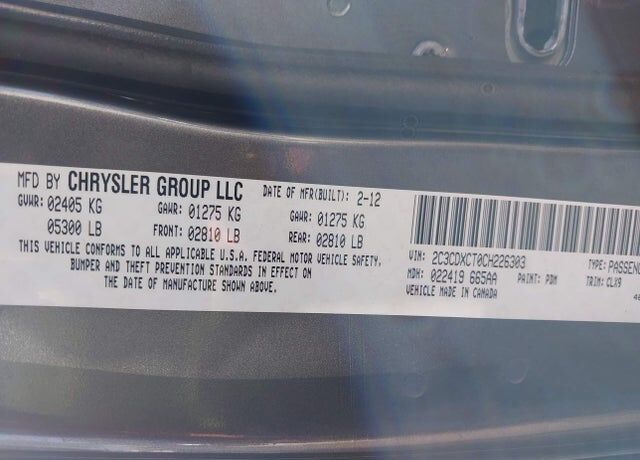 MFD BY CHRYSLER GROUP LLC DATE OF MFR(BUILT): 2-12
GVWR: 02405 KG GAWR: 01275 KG GAWR: 01275 KG
05300 LB FRONT: 02810 LB REAR: 02810 LB
THIS VEHICLE CONFORMS TO ALL APPLICABLE U.S.A. FEDERAL MOTOR VEHICLE SAFETY,
BUMPER AND THEFT PREVENTION STANDARDS IN EFFECT ON
THE DATE OF MANUFACTURE SHOWN ABOVE.
VIN: 2C3CDXCT0CH226303 TYPE: PASSENG
MDH: 022419 665AA PAINT: PDM TRIM: CLX9
VEHICLE MADE IN CANADA